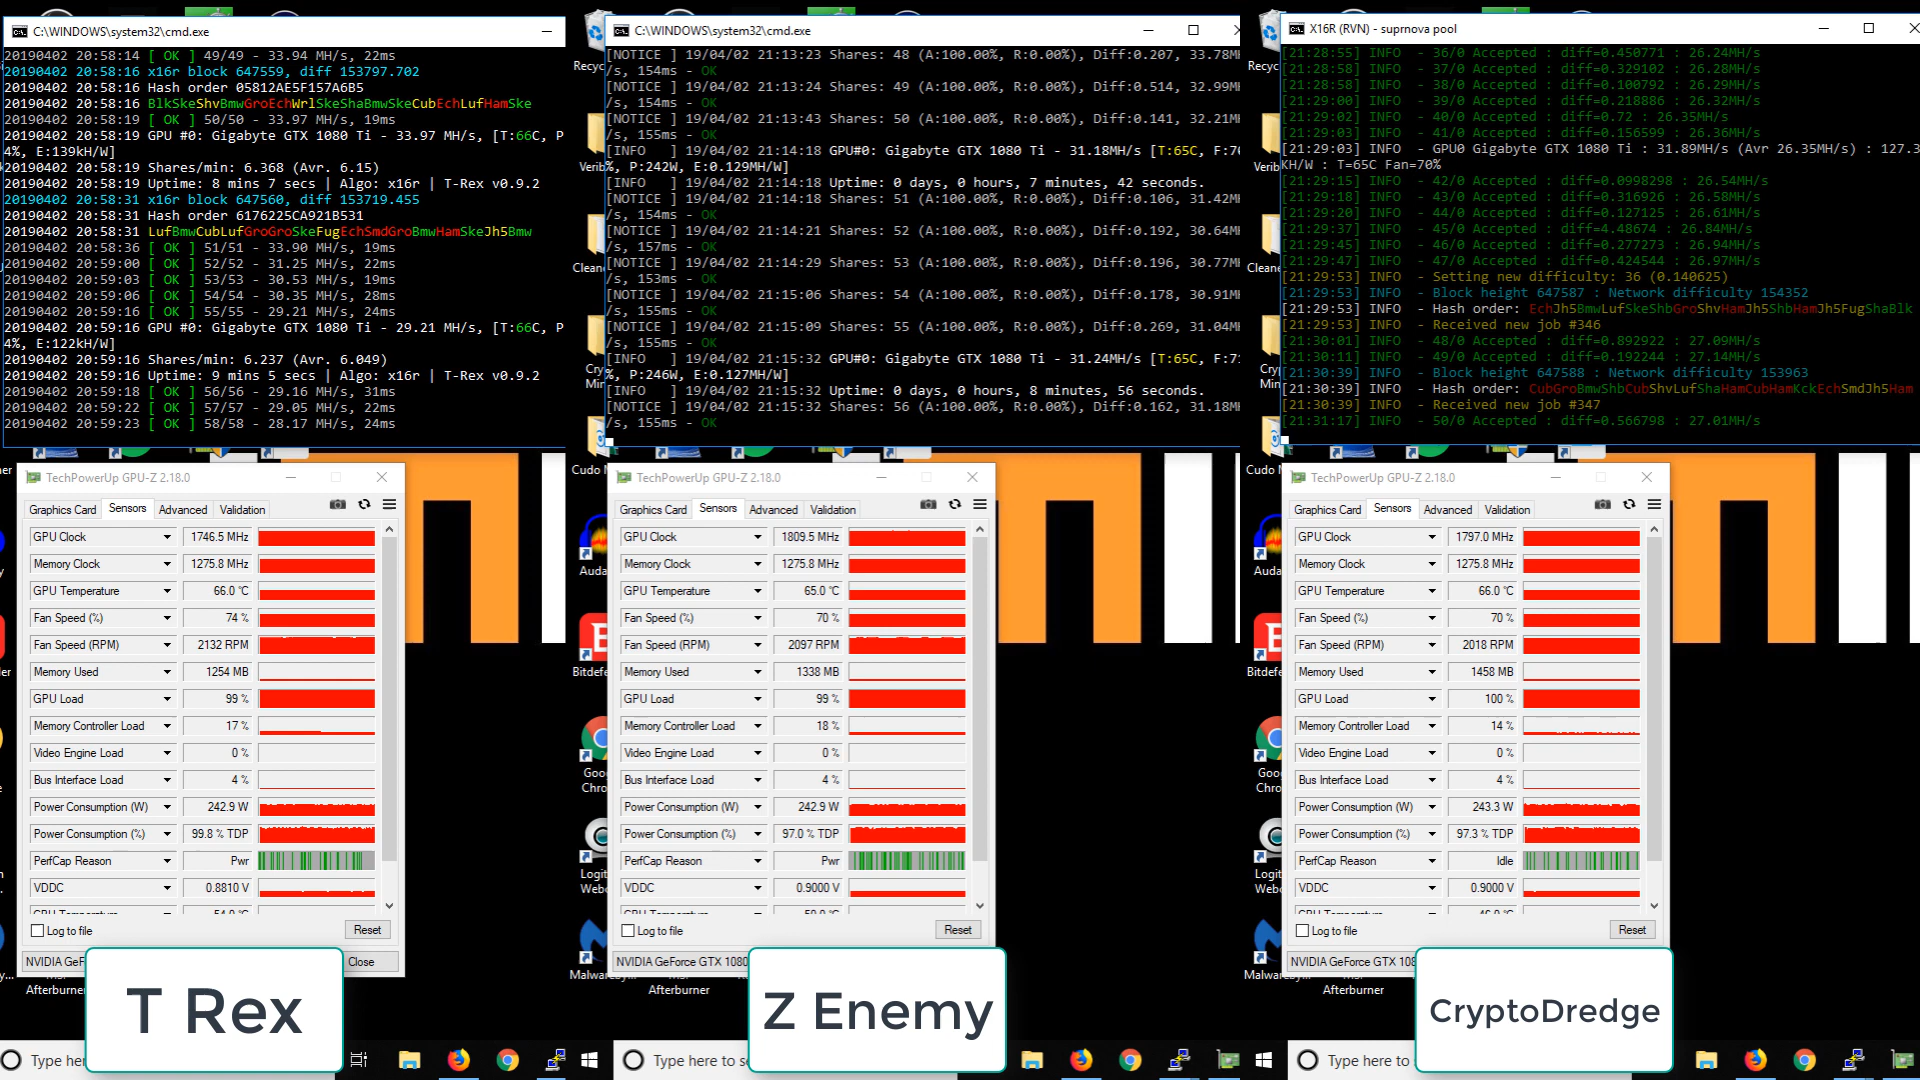 C:\WINDOWS\system32\cmd.exe
20190402 20:58:14 [ OK ] 49/49 - 33.94 MH/s, 22ms
20190402 20:58:16 x16r block 647559, diff 153797.702
20190402 20:58:16 Hash order 05812AE5F157A6B5
20190402 20:58:16 BlkSkeShvBmwGroEchWrlSkeShaBmwSkeCubEchLufHamSke
20190402 20:58:19 [ OK ] 50/50 - 33.97 MH/s, 19ms
20190402 20:58:19 GPU #0: Gigabyte GTX 1080 Ti - 33.97 MH/s, [T:66C, P
4%, E:139kH/W]
20190402 20:58:19 Shares/min: 6.368 (Avr. 6.15)
20190402 20:58:19 Uptime: 8 mins 7 secs | Algo: x16r | T-Rex v0.9.2
20190402 20:58:31 x16r block 647560, diff 153719.455
20190402 20:58:31 Hash order 6176225CA921B531
20190402 20:58:31 LufBmwCubLufGroGroSkeFugEchSmdGroBmwHamSkeJh5Bmw
20190402 20:58:36 [ OK ] 51/51 - 33.90 MH/s, 19ms
20190402 20:59:00 [ OK ] 52/52 - 31.25 MH/s, 22ms
20190402 20:59:03 [ OK ] 53/53 - 30.53 MH/s, 19ms
20190402 20:59:06 [ OK ] 54/54 - 30.35 MH/s, 28ms
20190402 20:59:16 [ OK ] 55/55 - 29.21 MH/s, 24ms
20190402 20:59:16 GPU #0: Gigabyte GTX 1080 Ti - 29.21 MH/s, [T:66C, P
4%, E:122kH/W]
20190402 20:59:16 Shares/min: 6.237 (Avr. 6.049)
20190402 20:59:16 Uptime: 9 mins 5 secs | Algo: x16r | T-Rex v0.9.2
20190402 20:59:18 [ OK ] 56/56 - 29.16 MH/s, 31ms
20190402 20:59:22 [ OK ] 57/57 - 29.05 MH/s, 22ms
20190402 20:59:23 [ OK ] 58/58 - 28.17 MH/s, 24ms
C:\WINDOWS\system32\cmd.exe
[NOTICE ] 19/04/02 21:13:23 Shares: 48 (A:100.00%, R:0.00%), Diff:0.207, 33.78MH
/s, 154ms - OK
[NOTICE ] 19/04/02 21:13:24 Shares: 49 (A:100.00%, R:0.00%), Diff:0.514, 32.99MH
/s, 154ms - OK
[NOTICE ] 19/04/02 21:13:43 Shares: 50 (A:100.00%, R:0.00%), Diff:0.141, 32.21MH
/s, 155ms - OK
[INFO ] 19/04/02 21:14:18 GPU#0: Gigabyte GTX 1080 Ti - 31.18MH/s [T:65C, F:70
%, P:242W, E:0.129MH/W]
[INFO ] 19/04/02 21:14:18 Uptime: 0 days, 0 hours, 7 minutes, 42 seconds.
[NOTICE ] 19/04/02 21:14:18 Shares: 51 (A:100.00%, R:0.00%), Diff:0.106, 31.42MH
/s, 154ms - OK
[NOTICE ] 19/04/02 21:14:21 Shares: 52 (A:100.00%, R:0.00%), Diff:0.192, 30.64MH
/s, 157ms - OK
[NOTICE ] 19/04/02 21:14:29 Shares: 53 (A:100.00%, R:0.00%), Diff:0.196, 30.77MH
/s, 153ms - OK
[NOTICE ] 19/04/02 21:15:06 Shares: 54 (A:100.00%, R:0.00%), Diff:0.178, 30.91MH
/s, 155ms - OK
[NOTICE ] 19/04/02 21:15:09 Shares: 55 (A:100.00%, R:0.00%), Diff:0.269, 31.04MH
/s, 155ms - OK
[INFO ] 19/04/02 21:15:32 GPU#0: Gigabyte GTX 1080 Ti - 31.24MH/s [T:65C, F:71
%, P:246W, E:0.127MH/W]
[INFO ] 19/04/02 21:15:32 Uptime: 0 days, 0 hours, 8 minutes, 56 seconds.
[NOTICE ] 19/04/02 21:15:32 Shares: 56 (A:100.00%, R:0.00%), Diff:0.162, 31.18MH
/s, 155ms - OK
X16R (RVN) - suprnova pool
[21:28:55] INFO - 36/0 Accepted : diff=0.450771 : 26.24MH/s
[21:28:58] INFO - 37/0 Accepted : diff=0.329102 : 26.28MH/s
[21:28:58] INFO - 38/0 Accepted : diff=0.100792 : 26.29MH/s
[21:29:00] INFO - 39/0 Accepted : diff=0.218886 : 26.32MH/s
[21:29:02] INFO - 40/0 Accepted : diff=0.72 : 26.35MH/s
[21:29:03] INFO - 41/0 Accepted : diff=0.156599 : 26.36MH/s
[21:29:03] INFO - GPU0 Gigabyte GTX 1080 Ti : 31.89MH/s (Avr 26.35MH/s) : 127.3
KH/W : T=65C Fan=70%
[21:29:15] INFO - 42/0 Accepted : diff=0.0998298 : 26.54MH/s
[21:29:18] INFO - 43/0 Accepted : diff=0.316926 : 26.58MH/s
[21:29:20] INFO - 44/0 Accepted : diff=0.127125 : 26.61MH/s
[21:29:37] INFO - 45/0 Accepted : diff=4.48674 : 26.84MH/s
[21:29:45] INFO - 46/0 Accepted : diff=0.277273 : 26.94MH/s
[21:29:47] INFO - 47/0 Accepted : diff=0.424544 : 26.97MH/s
[21:29:53] INFO - Setting new difficulty: 36 (0.140625)
[21:29:53] INFO - Block height 647587 : Network difficulty 154352
[21:29:53] INFO - Hash order: EchJh5BmwLufSkeShbGroShvHamJh5ShbHamJh5FugShaBlk
[21:29:53] INFO - Received new job #346
[21:30:01] INFO - 48/0 Accepted : diff=0.892922 : 27.09MH/s
[21:30:11] INFO - 49/0 Accepted : diff=0.192244 : 27.14MH/s
[21:30:39] INFO - Block height 647588 : Network difficulty 153963
[21:30:39] INFO - Hash order: CubGroBmwShbCubShvLufShaHamCubHamKckEchSmdJh5Ham
[21:30:39] INFO - Received new job #347
[21:31:17] INFO - 50/0 Accepted : diff=0.566798 : 27.01MH/s
TechPowerUp GPU-Z 2.18.0
Graphics Card Sensors Advanced Validation
GPU Clock 1746.5 MHz
Memory Clock 1275.8 MHz
GPU Temperature 66.0 °C
Fan Speed (%) 74 %
Fan Speed (RPM) 2132 RPM
Memory Used 1254 MB
GPU Load 99 %
Memory Controller Load 17 %
Video Engine Load 0 %
Bus Interface Load 4 %
Power Consumption (W) 242.9 W
Power Consumption (%) 99.8 % TDP
PerfCap Reason Pwr
VDDC 0.8810 V
Log to file Reset
NVIDIA GeF Close
Afterburner
T Rex
Type here
TechPowerUp GPU-Z 2.18.0
Graphics Card Sensors Advanced Validation
GPU Clock 1809.5 MHz
Memory Clock 1275.8 MHz
GPU Temperature 65.0 °C
Fan Speed (%) 70 %
Fan Speed (RPM) 2097 RPM
Memory Used 1338 MB
GPU Load 99 %
Memory Controller Load 18 %
Video Engine Load 0 %
Bus Interface Load 4 %
Power Consumption (W) 242.9 W
Power Consumption (%) 97.0 % TDP
PerfCap Reason Pwr
VDDC 0.9000 V
Log to file Reset
NVIDIA GeForce GTX 1080
Afterburner
Z Enemy
Type here to se
TechPowerUp GPU-Z 2.18.0
Graphics Card Sensors Advanced Validation
GPU Clock 1797.0 MHz
Memory Clock 1275.8 MHz
GPU Temperature 66.0 °C
Fan Speed (%) 70 %
Fan Speed (RPM) 2018 RPM
Memory Used 1458 MB
GPU Load 100 %
Memory Controller Load 14 %
Video Engine Load 0 %
Bus Interface Load 4 %
Power Consumption (W) 243.3 W
Power Consumption (%) 97.3 % TDP
PerfCap Reason Idle
VDDC 0.9000 V
Log to file Reset
NVIDIA GeForce GTX 108
Afterburner
CryptoDredge
Type here to